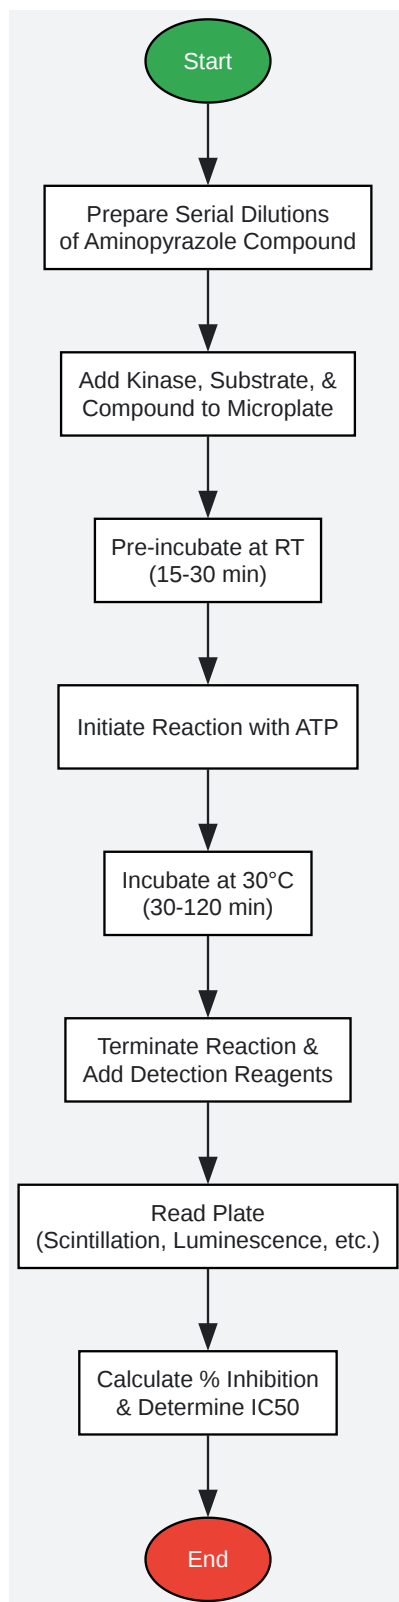 Start
Prepare Serial Dilutions
of Aminopyrazole Compound
Add Kinase, Substrate, &
Compound to Microplate
Pre-incubate at RT
(15-30 min)
Initiate Reaction with ATP
Incubate at 30°C
(30-120 min)
Terminate Reaction &
Add Detection Reagents
Read Plate
(Scintillation, Luminescence, etc.)
Calculate % Inhibition
& Determine IC50
End